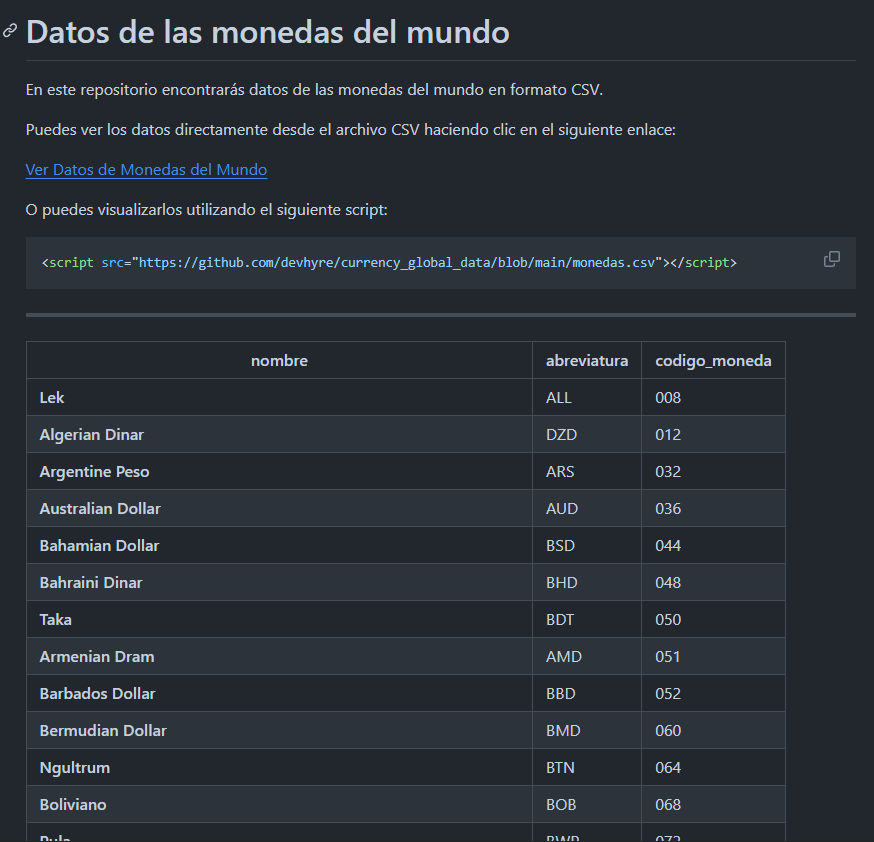 Datos de las monedas del mundo
En este repositorio encontrarás datos de las monedas del mundo en formato CSV.
Puedes ver los datos directamente desde el archivo CSV haciendo clic en el siguiente enlace:
Ver Datos de Monedas del Mundo
O puedes visualizarlos utilizando el siguiente script:
<script src="https://github.com/devhyre/currency_global_data/blob/main/monedas.csv"></script>
nombre abreviatura codigo_moneda
Lek ALL 008
Algerian Dinar DZD 012
Argentine Peso ARS 032
Australian Dollar AUD 036
Bahamian Dollar BSD 044
Bahraini Dinar BHD 048
Taka BDT 050
Armenian Dram AMD 051
Barbados Dollar BBD 052
Bermudian Dollar BMD 060
Ngultrum BTN 064
Boliviano BOB 068
Pula BWP 072